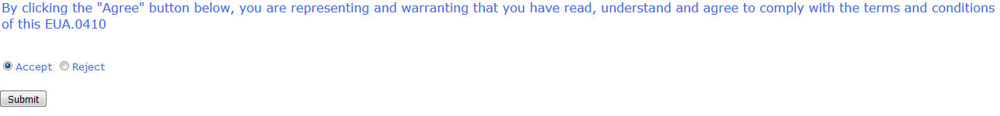 By clicking the "Agree" button below, you are representing and warranting that you have read, understand and agree to comply with the terms and conditions
of this EUA.0410
Accept Reject
Submit